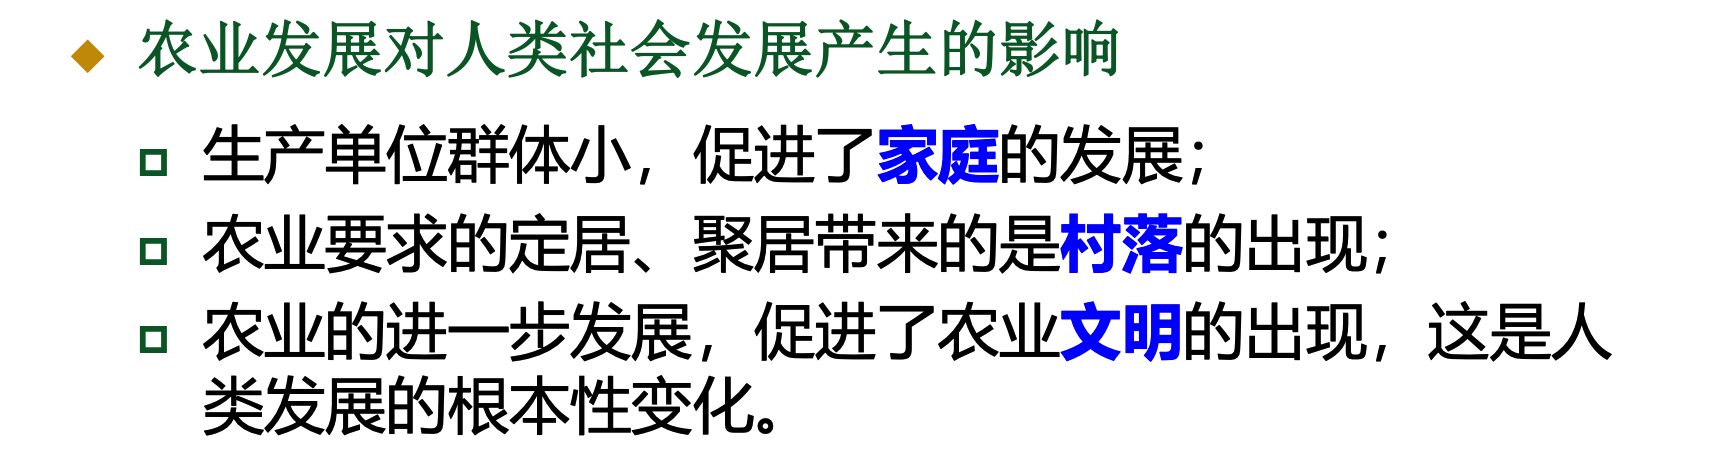 农业发展对人类社会发展产生的影响
生产单位群体小，促进了家庭的发展；
农业要求的定居、聚居带来的是村落的出现；
农业的进一步发展，促进了农业文明的出现，这是人
类发展的根本性变化。